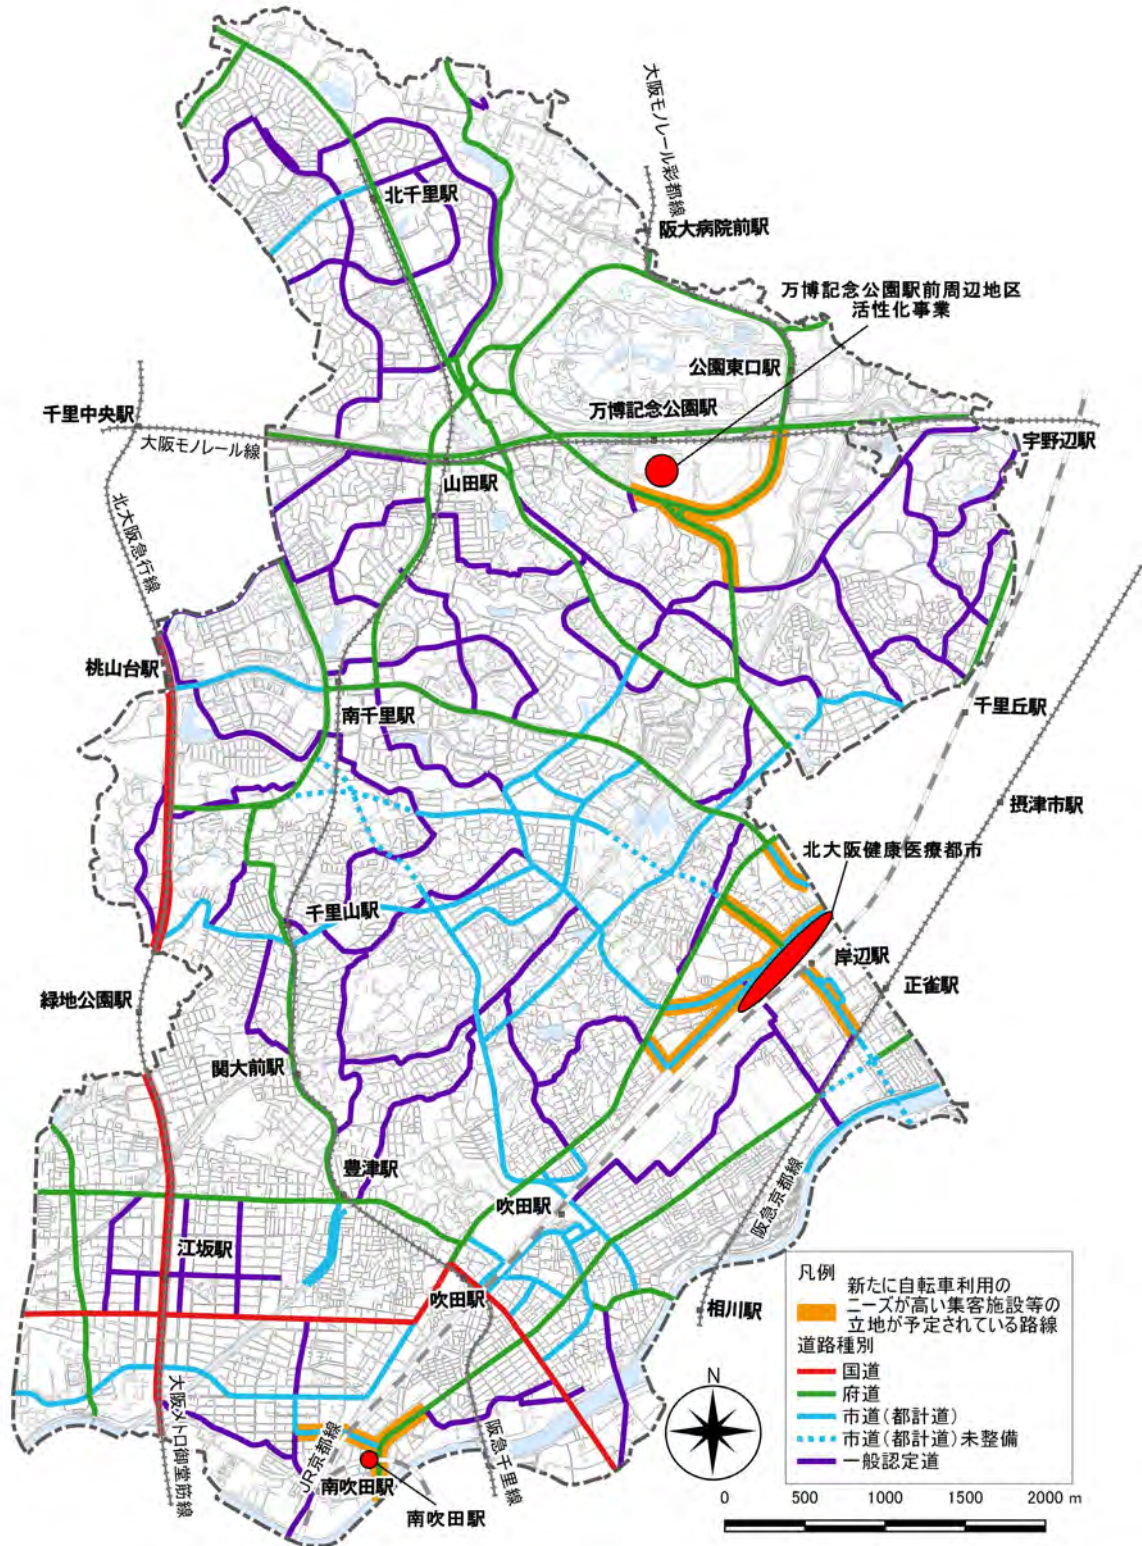 大阪モノレール彩都線
北千里駅
阪大病院前駅
万博記念公園駅前周辺地区
活性化事業
公園東口駅
万博記念公園駅
千里中央駅
大阪モノレール線
宇野辺駅
山田駅
北大阪急行線
桃山台駅
南千里駅
千里丘駅
摂津市駅
北大阪健康医療都市
千里山駅
岸辺駅
正雀駅
緑地公園駅
関大前駅
豊津駅
吹田駅
阪急京都線
江坂駅
吹田駅
相川駅
大阪メトロ御堂筋線
JR京都線
阪急千里線
南吹田駅
南吹田駅
凡例
新たに自転車利用の
ニーズが高い集客施設等の
立地が予定されている路線
道路種別
国道
府道
市道(都計道)
市道(都計道)未整備
一般認定道
N
0 500 1000 1500 2000 m